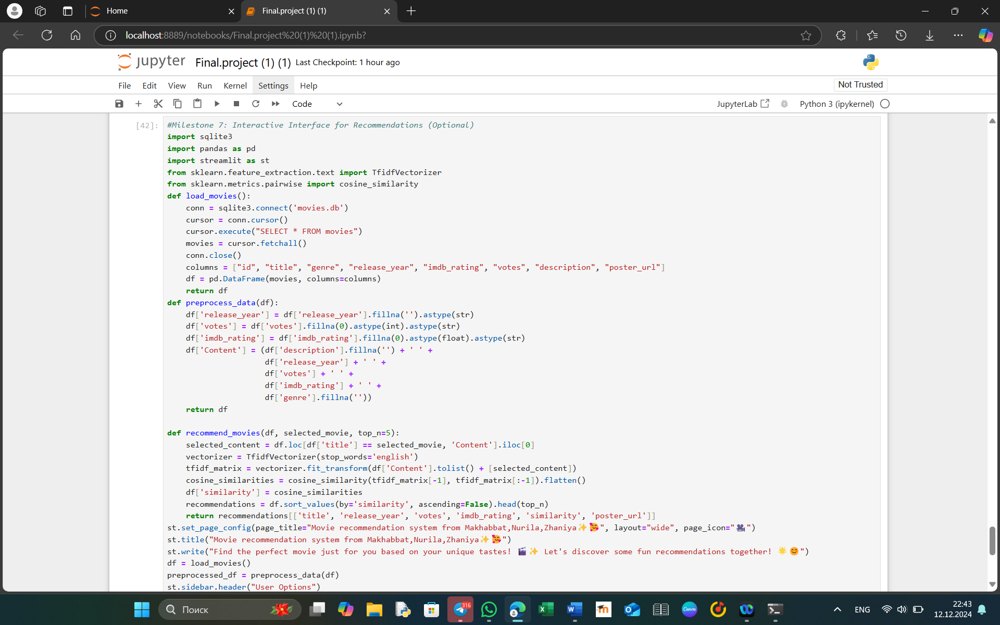 Home
Final.project (1) (1)
localhost:8889/notebooks/Final.project%20(1)%20(1).ipynb?
jupyter Final.project (1) (1) Last Checkpoint: 1 hour ago
File Edit View Run Kernel Settings Help
Not Trusted
Code
JupyterLab
Python 3 (ipykernel)
[42]:
#Milestone 7: Interactive Interface for Recommendations (Optional)
import sqlite3
import pandas as pd
import streamlit as st
from sklearn.feature_extraction.text import TfidfVectorizer
from sklearn.metrics.pairwise import cosine_similarity
def load_movies():
    conn = sqlite3.connect('movies.db')
    cursor = conn.cursor()
    cursor.execute("SELECT * FROM movies")
    movies = cursor.fetchall()
    conn.close()
    columns = ["id", "title", "genre", "release_year", "imdb_rating", "votes", "description", "poster_url"]
    df = pd.DataFrame(movies, columns=columns)
    return df
def preprocess_data(df):
    df['release_year'] = df['release_year'].fillna('').astype(str)
    df['votes'] = df['votes'].fillna(0).astype(int).astype(str)
    df['imdb_rating'] = df['imdb_rating'].fillna(0).astype(float).astype(str)
    df['Content'] = (df['description'].fillna('') + ' ' +
                     df['release_year'] + ' ' +
                     df['votes'] + ' ' +
                     df['imdb_rating'] + ' ' +
                     df['genre'].fillna(''))
    return df

def recommend_movies(df, selected_movie, top_n=5):
    selected_content = df.loc[df['title'] == selected_movie, 'Content'].iloc[0]
    vectorizer = TfidfVectorizer(stop_words='english')
    tfidf_matrix = vectorizer.fit_transform(df['Content'].tolist() + [selected_content])
    cosine_similarities = cosine_similarity(tfidf_matrix[-1], tfidf_matrix[:-1]).flatten()
    df['similarity'] = cosine_similarities
    recommendations = df.sort_values(by='similarity', ascending=False).head(top_n)
    return recommendations[['title', 'release_year', 'votes', 'imdb_rating', 'similarity', 'poster_url']]
st.set_page_config(page_title="Movie recommendation system from Makhabbat,Nurila,Zhaniya✨🥰", layout="wide", page_icon="🎥")
st.title("Movie recommendation system from Makhabbat,Nurila,Zhaniya✨🥰")
st.write("Find the perfect movie just for you based on your unique tastes! 🎬✨ Let's discover some fun recommendations together! 🌟😊")
df = load_movies()
preprocessed_df = preprocess_data(df)
st.sidebar.header("User Options")
Поиск
316
Canva
ENG
22:43
12.12.2024